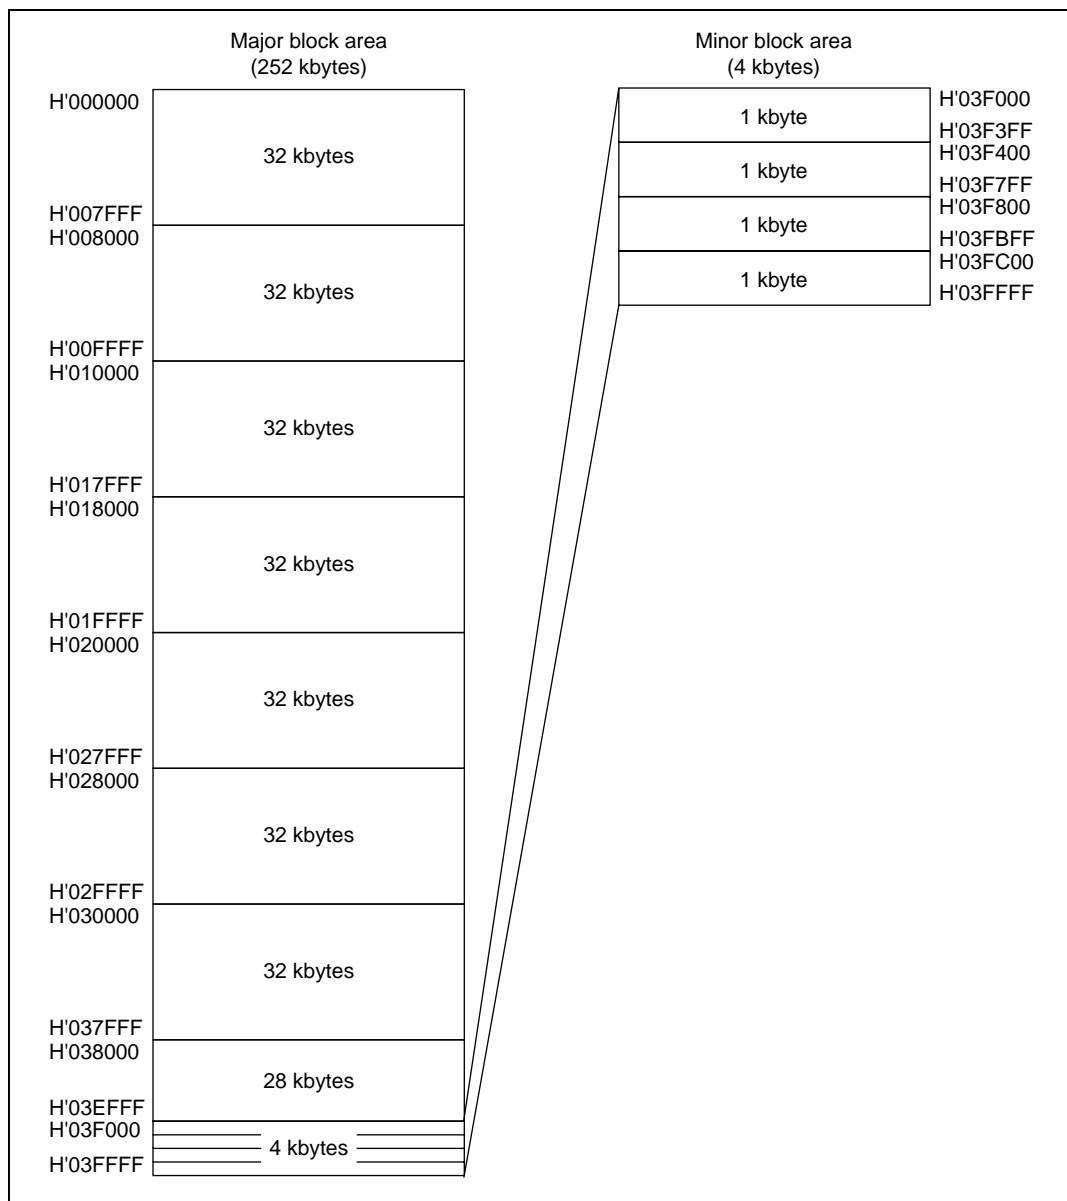 Major block area
(252 kbytes)
H'000000
32 kbytes
H'007FFF
H'008000
32 kbytes
H'00FFFF
H'010000
32 kbytes
H'017FFF
H'018000
32 kbytes
H'01FFFF
H'020000
32 kbytes
H'027FFF
H'028000
32 kbytes
H'02FFFF
H'030000
32 kbytes
H'037FFF
H'038000
28 kbytes
H'03EFFF
H'03F000
4 kbytes
H'03FFFF
Minor block area
(4 kbytes)
H'03F000
1 kbyte
H'03F3FF
H'03F400
1 kbyte
H'03F7FF
H'03F800
1 kbyte
H'03FBFF
H'03FC00
1 kbyte
H'03FFFF